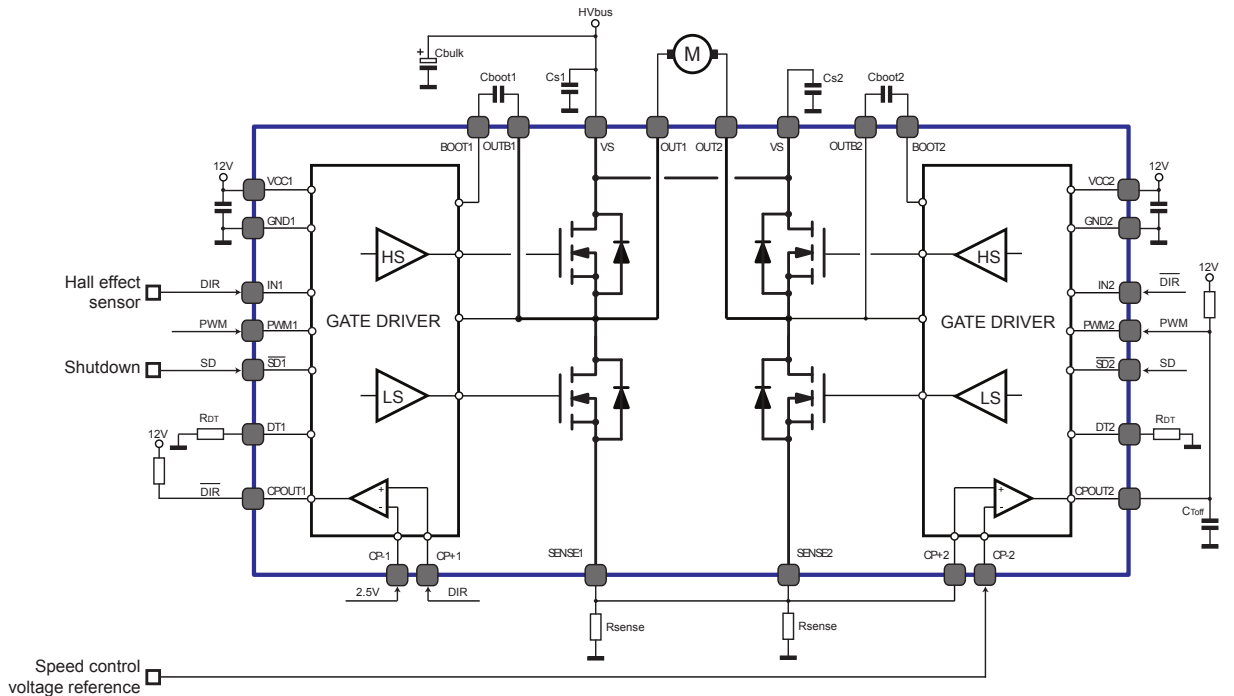 HVbus
+
Cbulk
M
Cs1
Cs2
Cboot1
Cboot2
BOOT1
OUTB1
VS
OUT1
OUT2
VS
OUTB2
BOOT2
12V
VCC1
GND1
HS
HS
12V
VCC2
GND2
Hall effect
sensor
DIR
IN1
PWM
PWM1
GATE DRIVER
GATE DRIVER
IN2
DIR
12V
PWM2
PWM
Shutdown
SD
SD1
SD2
SD
LS
LS
RDT
DT1
DT2
RDT
12V
DIR
CPOUT1
+
-
+
-
CPOUT2
CToff
CP-1
CP+1
SENSE1
SENSE2
CP+2
CP-2
2.5V
DIR
Rsense
Rsense
Speed control
voltage reference